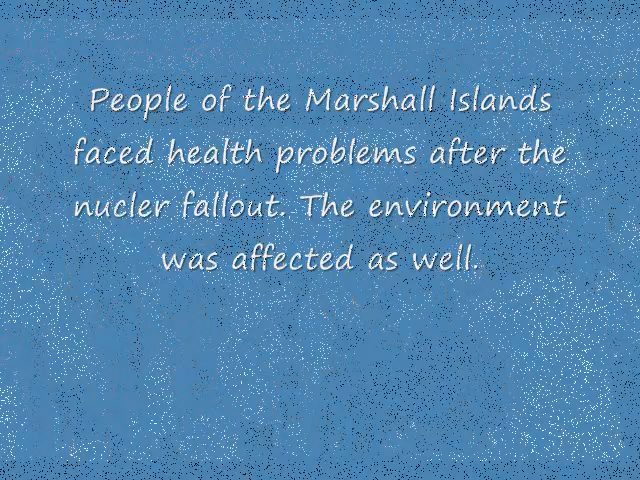 People of the Marshall Islands
faced health problems after the
nucler fallout. The environment
was affected as well.